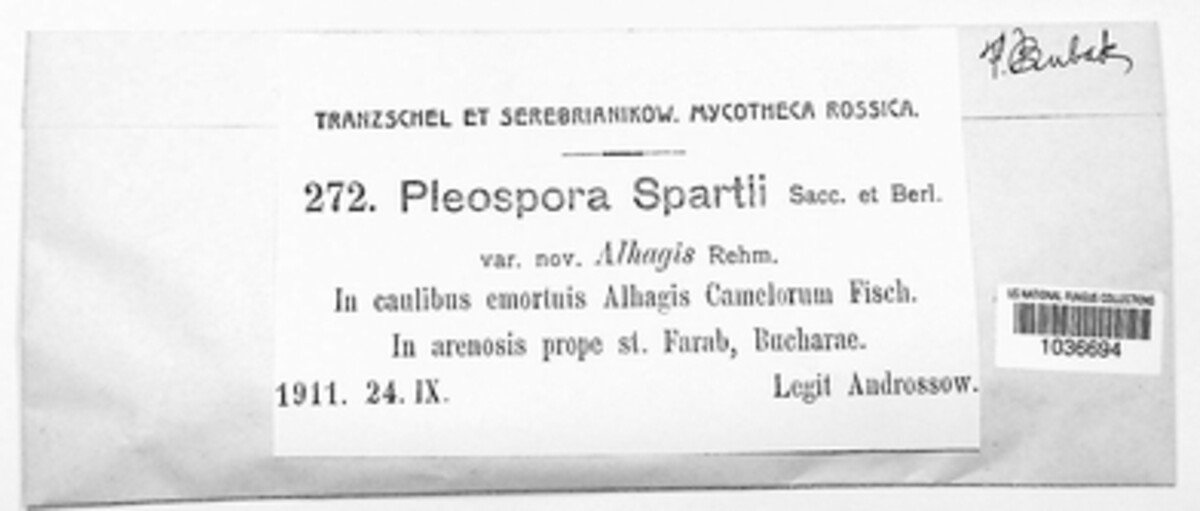 F. Bubak
TRANZSCHEL ET SEREBRIANIKOW. MYCOTHECA ROSSICA.
272. Pleospora Spartii Sacc. et Berl.
var. nov. Alhagis Rehm.
In caulibus emortuis Alhagis Camelorum Fisch.
In arenosis prope st. Farab, Bucharae.
1911. 24. IX. Legit Androssow.
US NATIONAL FUNGUS COLLECTIONS
1036694